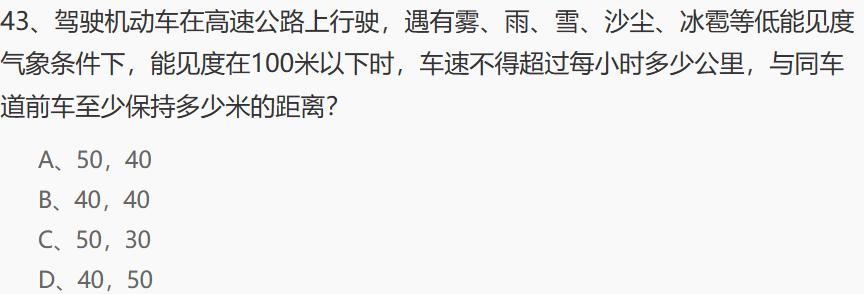 43、驾驶机动车在高速公路上行驶，遇有雾、雨、雪、沙尘、冰雹等低能见度
气象条件下，能见度在100米以下时，车速不得超过每小时多少公里，与同车
道前车至少保持多少米的距离？
A、50，40
B、40，40
C、50，30
D、40，50